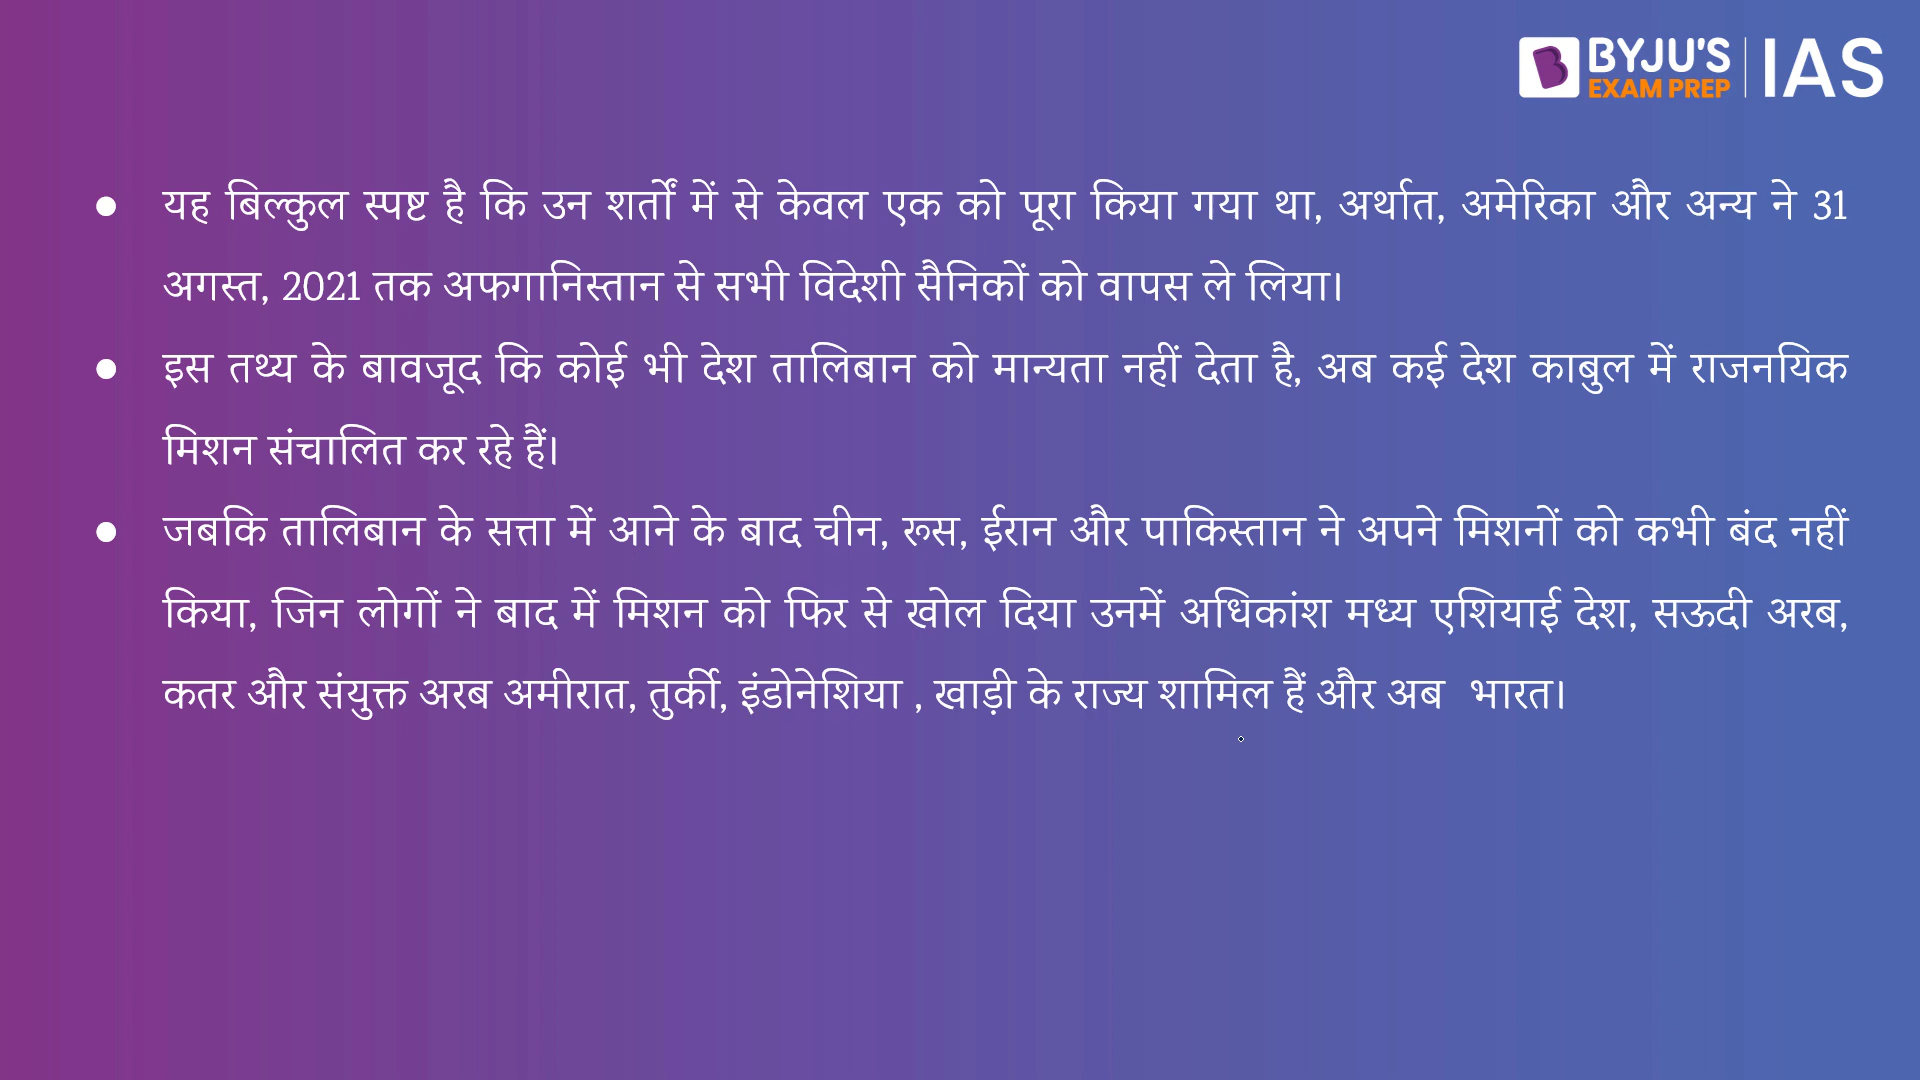 BYJU'S
EXAM PREP
IAS
● यह बिल्कुल स्पष्ट है कि उन शर्तों में से केवल एक को पूरा किया गया था, अर्थात, अमेरिका और अन्य ने 31
अगस्त, 2021 तक अफगानिस्तान से सभी विदेशी सैनिकों को वापस ले लिया।
● इस तथ्य के बावजूद कि कोई भी देश तालिबान को मान्यता नहीं देता है, अब कई देश काबुल में राजनयिक
मिशन संचालित कर रहे हैं।
● जबकि तालिबान के सत्ता में आने के बाद चीन, रूस, ईरान और पाकिस्तान ने अपने मिशनों को कभी बंद नहीं
किया, जिन लोगों ने बाद में मिशन को फिर से खोल दिया उनमें अधिकांश मध्य एशियाई देश, सऊदी अरब,
कतर और संयुक्त अरब अमीरात, तुर्की, इंडोनेशिया , खाड़ी के राज्य शामिल हैं और अब भारत।